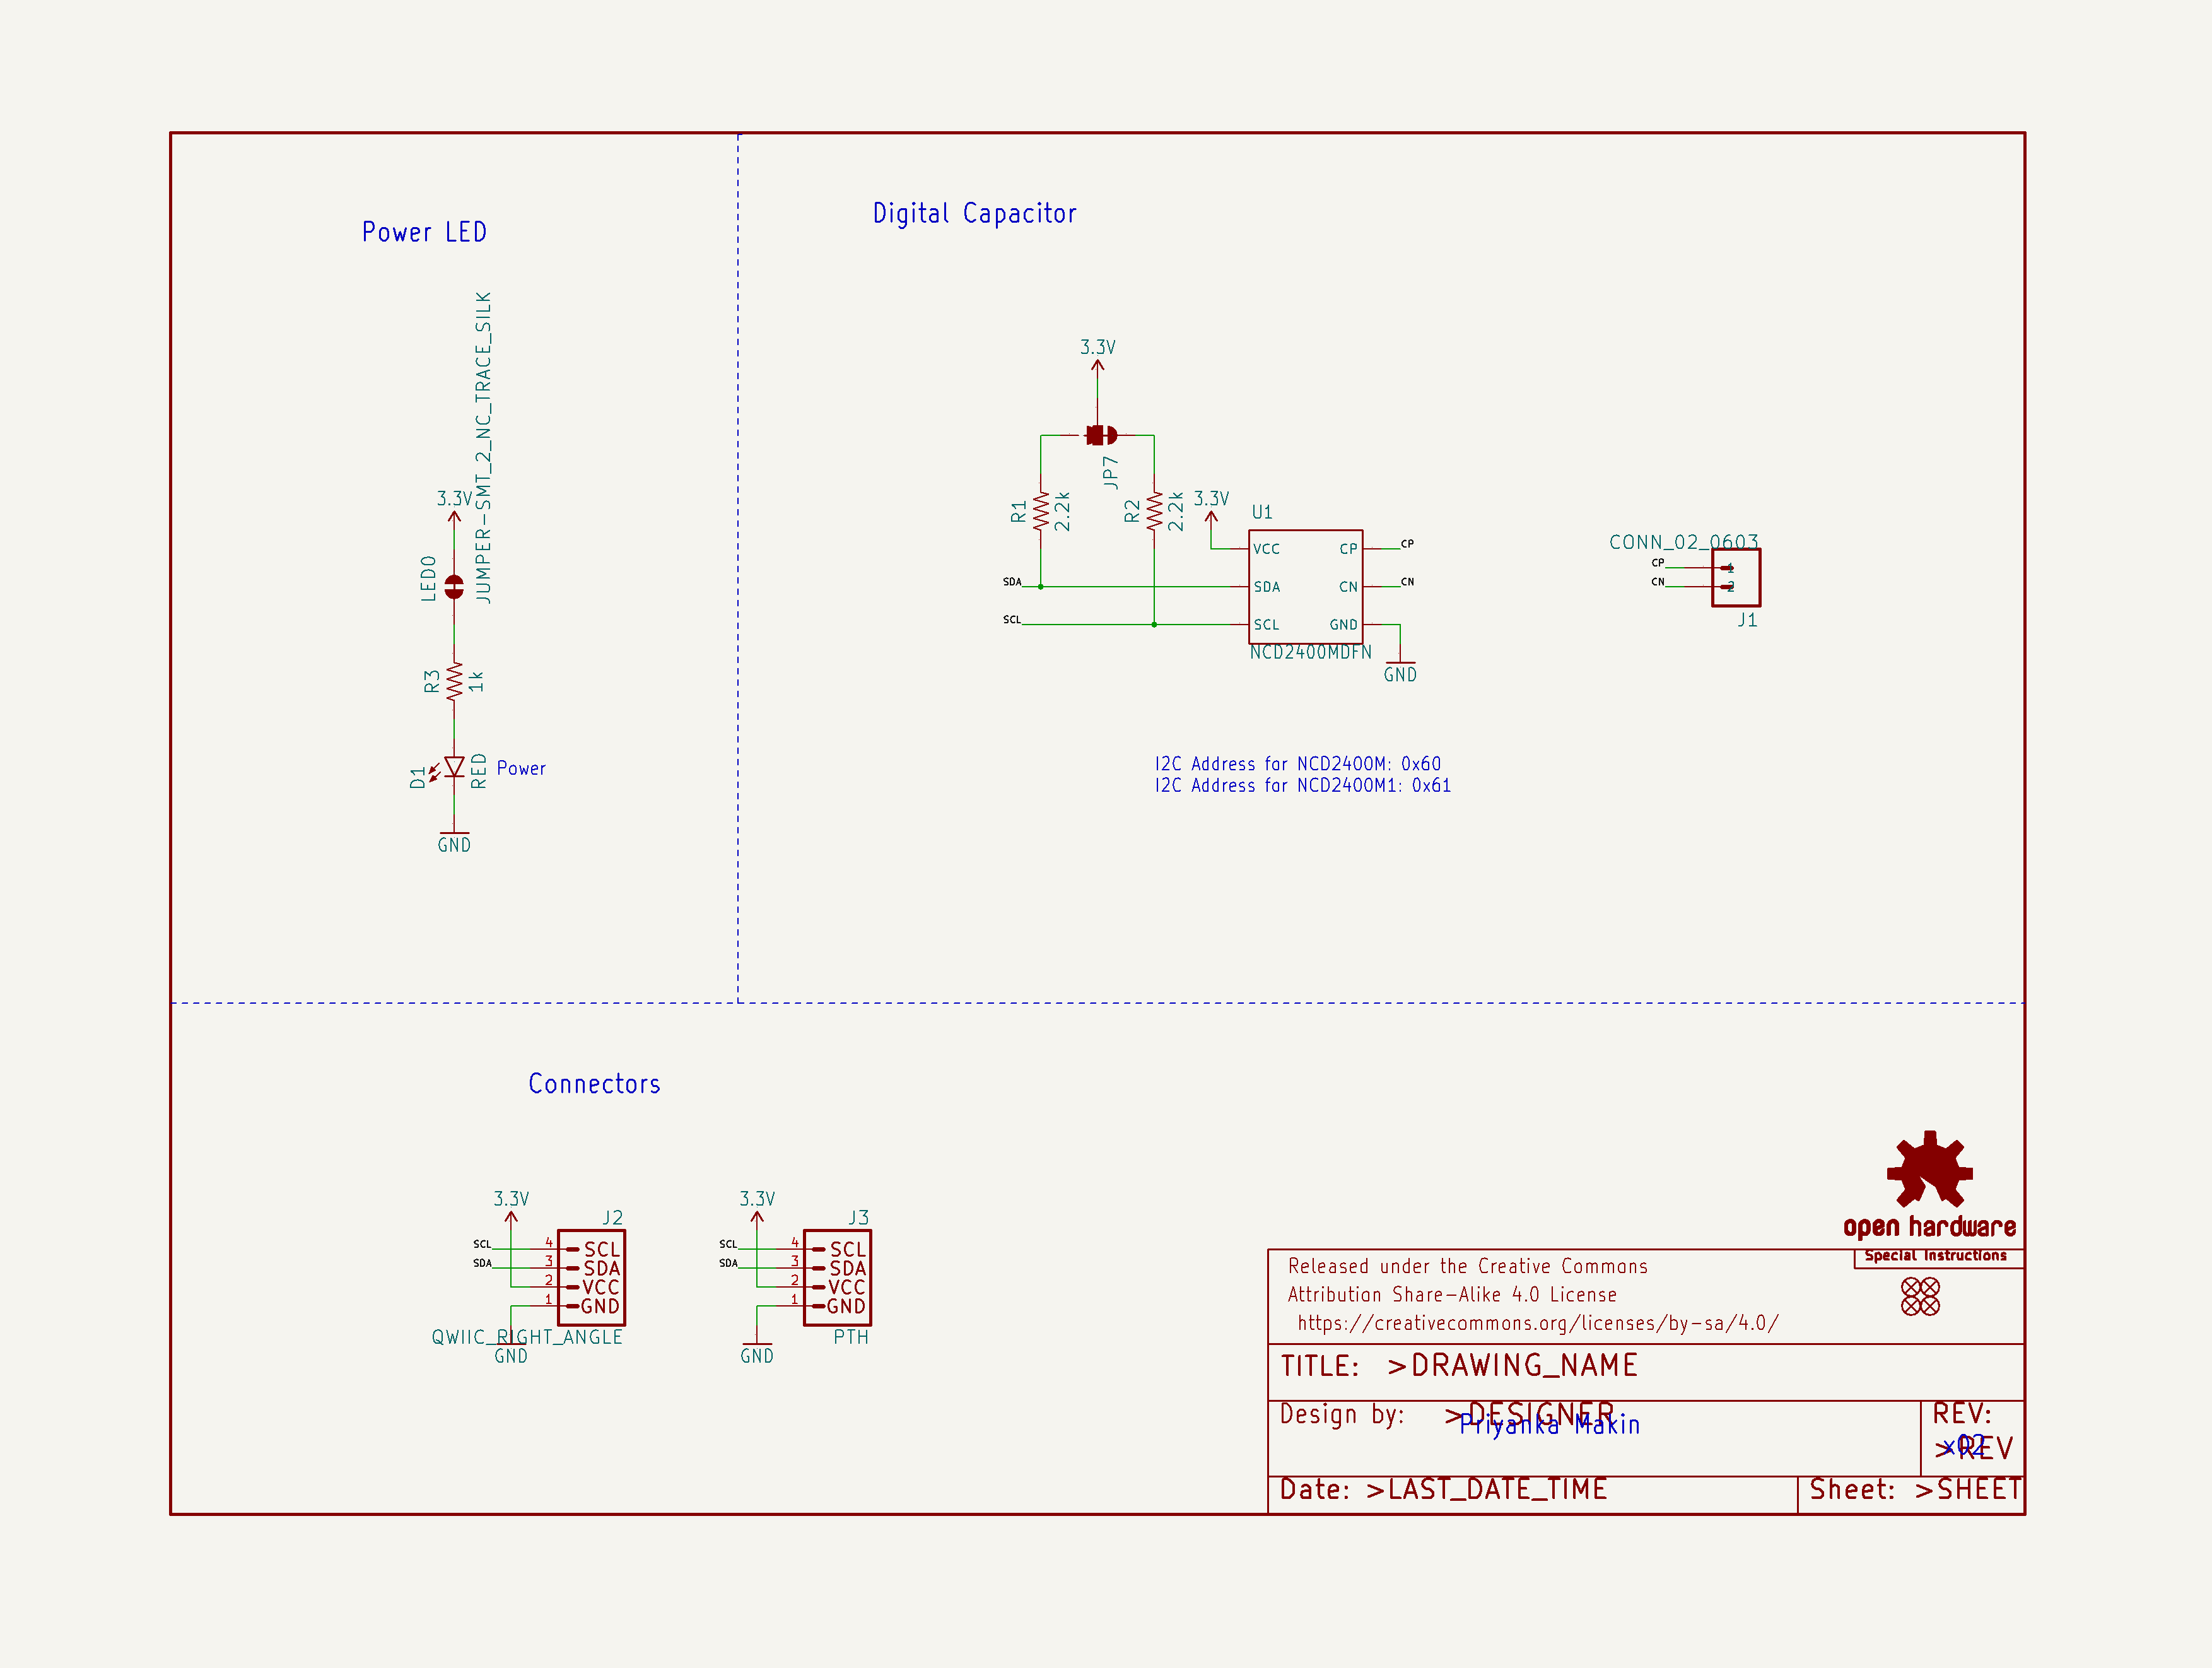 Power LED
JUMPER-SMT_2_NC_TRACE_SILK
3.3V
LED0
R3
1k
D1
RED
Power
GND
Digital Capacitor
3.3V
JP7
R1
2.2k
R2
2.2k
3.3V
U1
VCC
CP
CP
SDA
SDA
CN
CN
SCL
SCL
GND
NCD2400MDFN
GND
CONN_02_0603
CP
1
CN
2
J1
I2C Address for NCD2400M: 0x60
I2C Address for NCD2400M1: 0x61
Connectors
3.3V
J2
SCL
4
SCL
SDA
3
SDA
2
VCC
1
GND
QWIIC_RIGHT_ANGLE
GND
3.3V
J3
SCL
4
SCL
SDA
3
SDA
2
VCC
1
GND
PTH
GND
open hardware
Special Instructions
Released under the Creative Commons
Attribution Share-Alike 4.0 License
https://creativecommons.org/licenses/by-sa/4.0/
TITLE: >DRAWING_NAME
Design by: >DESIGNER
Priyanka Makin
REV:
>REV
x02
Date: >LAST_DATE_TIME
Sheet: >SHEET